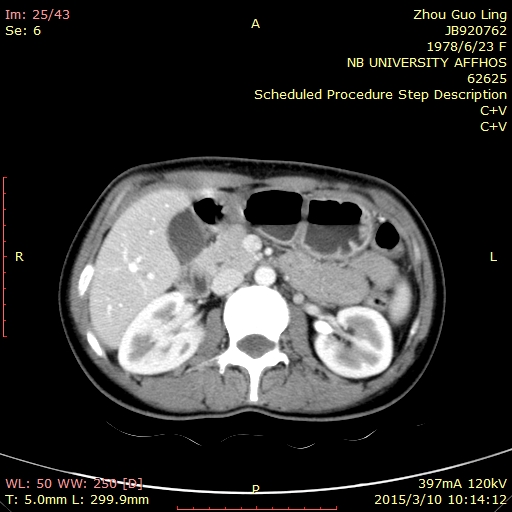 Im: 25/43
Se: 6
A
Zhou Guo Ling
JB920762
1978/6/23 F
NB UNIVERSITY AFFHOS
62625
Scheduled Procedure Step Description
C+V
C+V
R
L
WL: 50 WW: 250 [D]
T: 5.0mm L: 299.9mm
P
397mA 120kV
2015/3/10 10:14:12